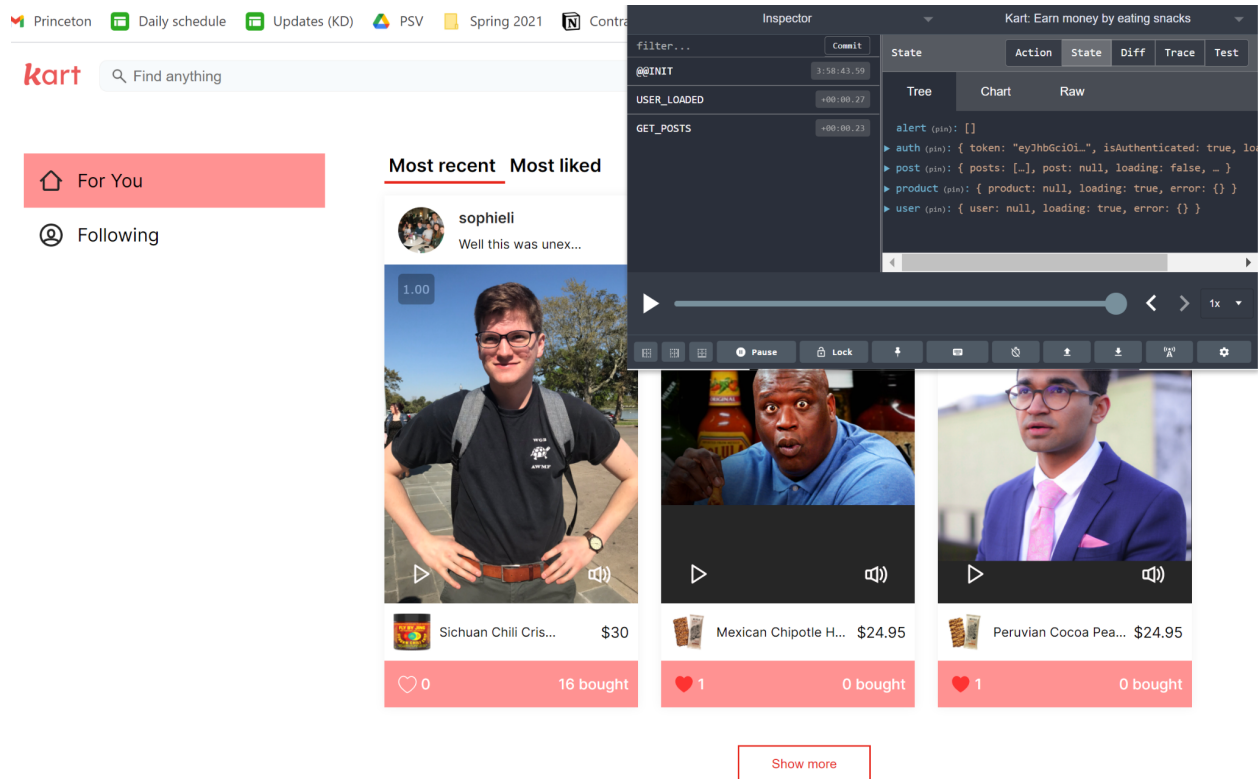 Princeton
Daily schedule
Updates (KD)
PSV
Spring 2021
Contra
kart
Find anything
For You
Following
Most recent Most liked
sophieli
Well this was unex...
1.00
WGR
AWMF
Sichuan Chili Cris... $30
0 16 bought
ORIGINAL
Mexican Chipotle H... $24.95
1 0 bought
Peruvian Cocoa Pea... $24.95
1 0 bought
Show more
Inspector
Kart: Earn money by eating snacks
filter...
Commit
@@INIT 3:58:43.59
USER_LOADED +00:00.27
GET_POSTS +00:00.23
State
Action State Diff Trace Test
Tree Chart Raw
alert (pin): []
auth (pin): { token: "eyJhbGciOi…", isAuthenticated: true, loa
post (pin): { posts: […], post: null, loading: false, … }
product (pin): { product: null, loading: true, error: {} }
user (pin): { user: null, loading: true, error: {} }
1x
Pause
Lock